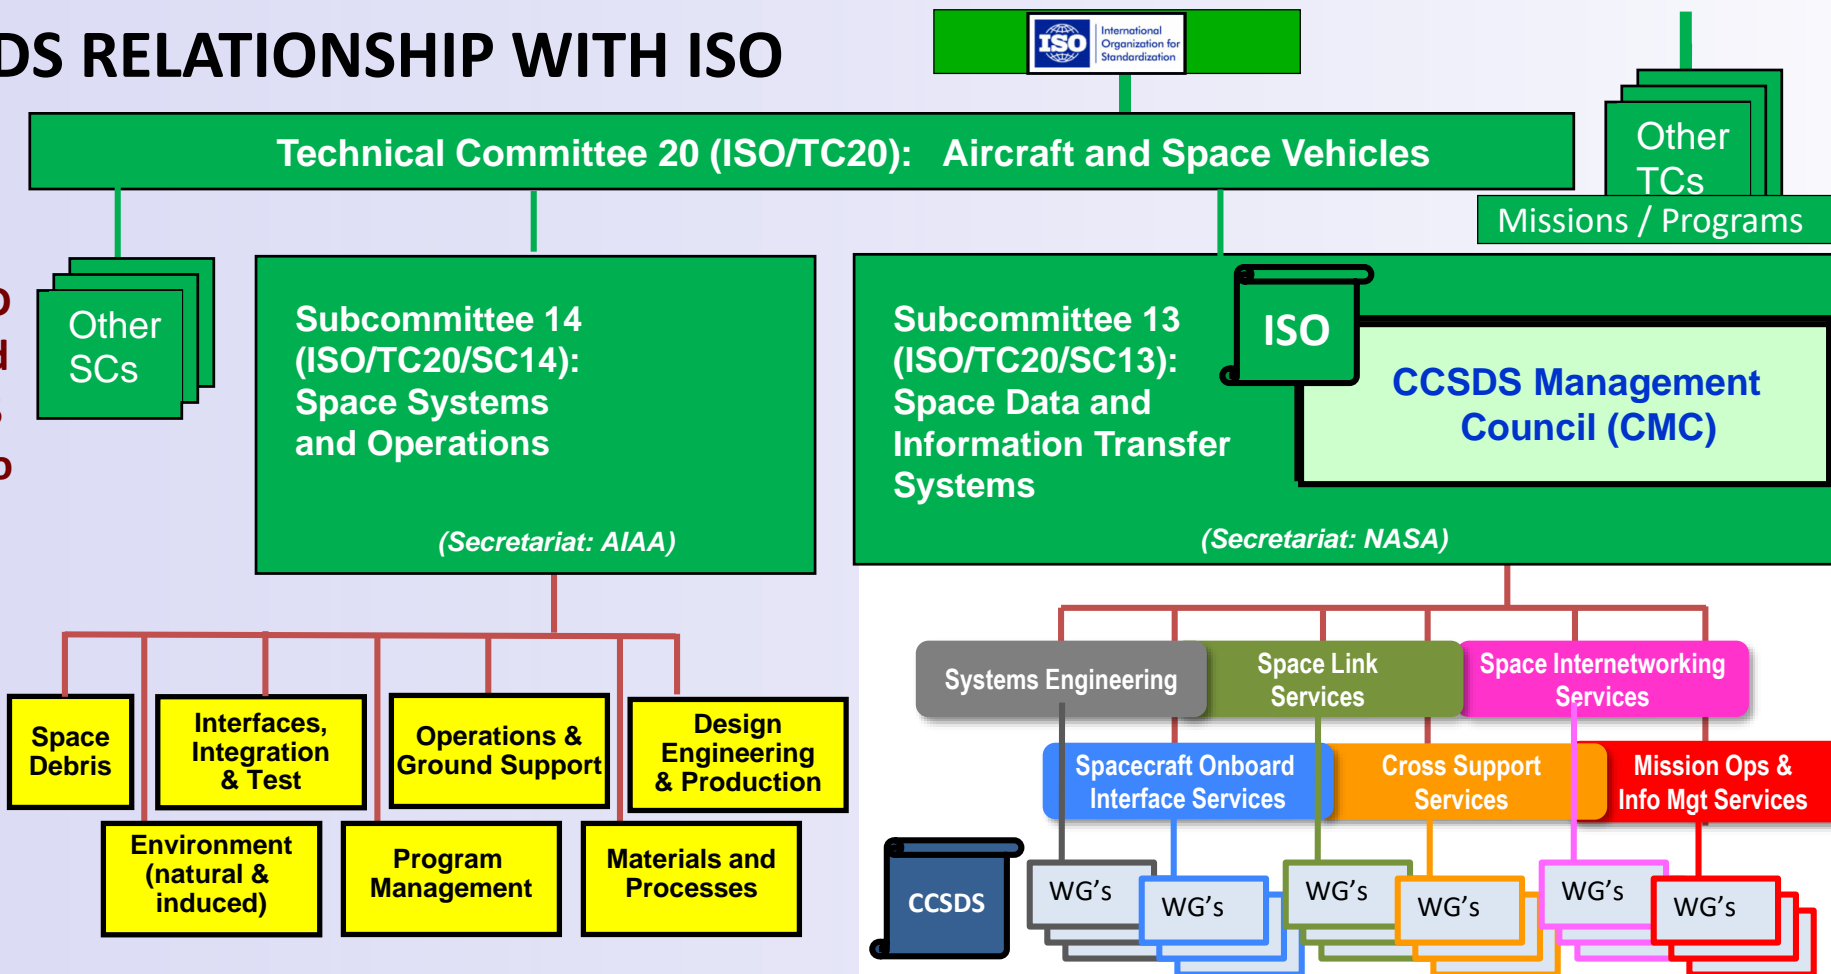 DS RELATIONSHIP WITH ISO
ISO
International
Organization for
Standardization
Technical Committee 20 (ISO/TC20): Aircraft and Space Vehicles
Other
TCs
Missions / Programs
Other
SCs
Subcommittee 14
(ISO/TC20/SC14):
Space Systems
and Operations
(Secretariat: AIAA)
Subcommittee 13
(ISO/TC20/SC13):
Space Data and
Information Transfer
Systems
ISO
CCSDS Management
Council (CMC)
(Secretariat: NASA)
Space
Debris
Interfaces,
Integration
& Test
Operations &
Ground Support
Design
Engineering
& Production
Environment
(natural &
induced)
Program
Management
Materials and
Processes
Systems Engineering
Space Link
Services
Space Internetworking
Services
Spacecraft Onboard
Interface Services
Cross Support
Services
Mission Ops &
Info Mgt Services
CCSDS
WG's
WG's
WG's
WG's
WG's
WG's